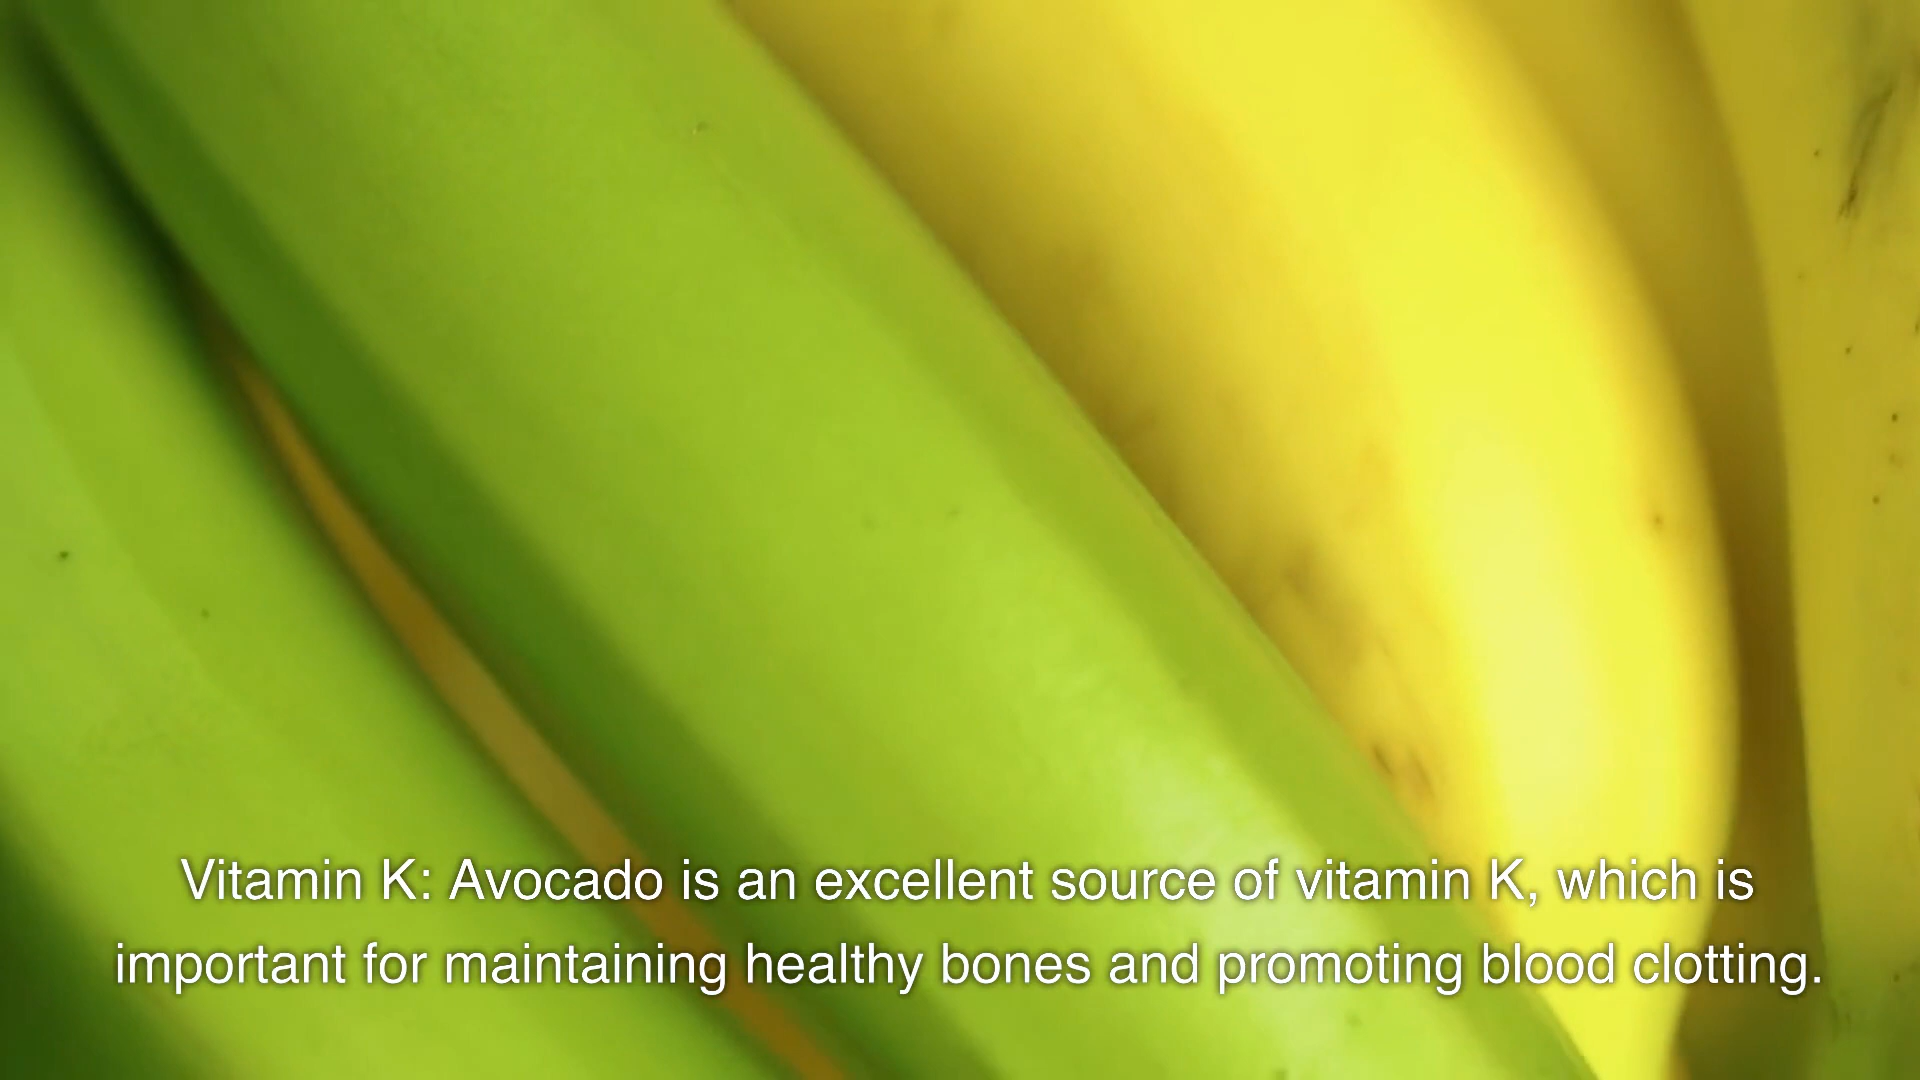 Vitamin K: Avocado is an excellent source of vitamin K, which is
important for maintaining healthy bones and promoting blood clotting.